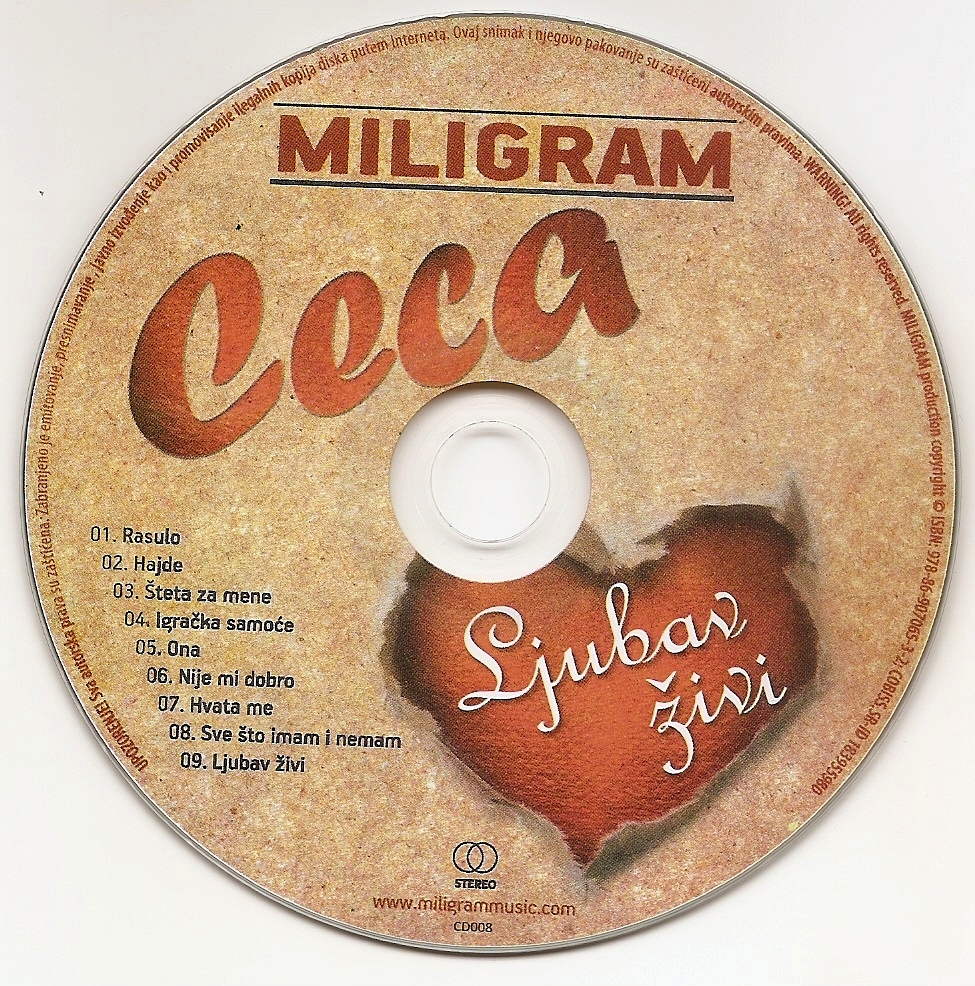 UPOZORENJE! Sva autorska prava su zaštićena. Zabranjeno je emitovanje, presnimavanje, javno izvođenje kao i promovisanje ilegalnih kopija diska putem Interneta. Ovaj snimak i njegovo pakovanje su zaštićeni autorskim pravima. WARNING! All rights reserved. MILIGRAM production copyright © ISBN: 978-86-907065-3-2, COBISS.SR-ID 183955980
MILIGRAM
Ceca
01. Rasulo
02. Hajde
03. Šteta za mene
04. Igračka samoće
05. Ona
06. Nije mi dobro
07. Hvata me
08. Sve što imam i nemam
09. Ljubav živi
Ljubav
živi
STEREO
www.miligrammusic.com
CD008